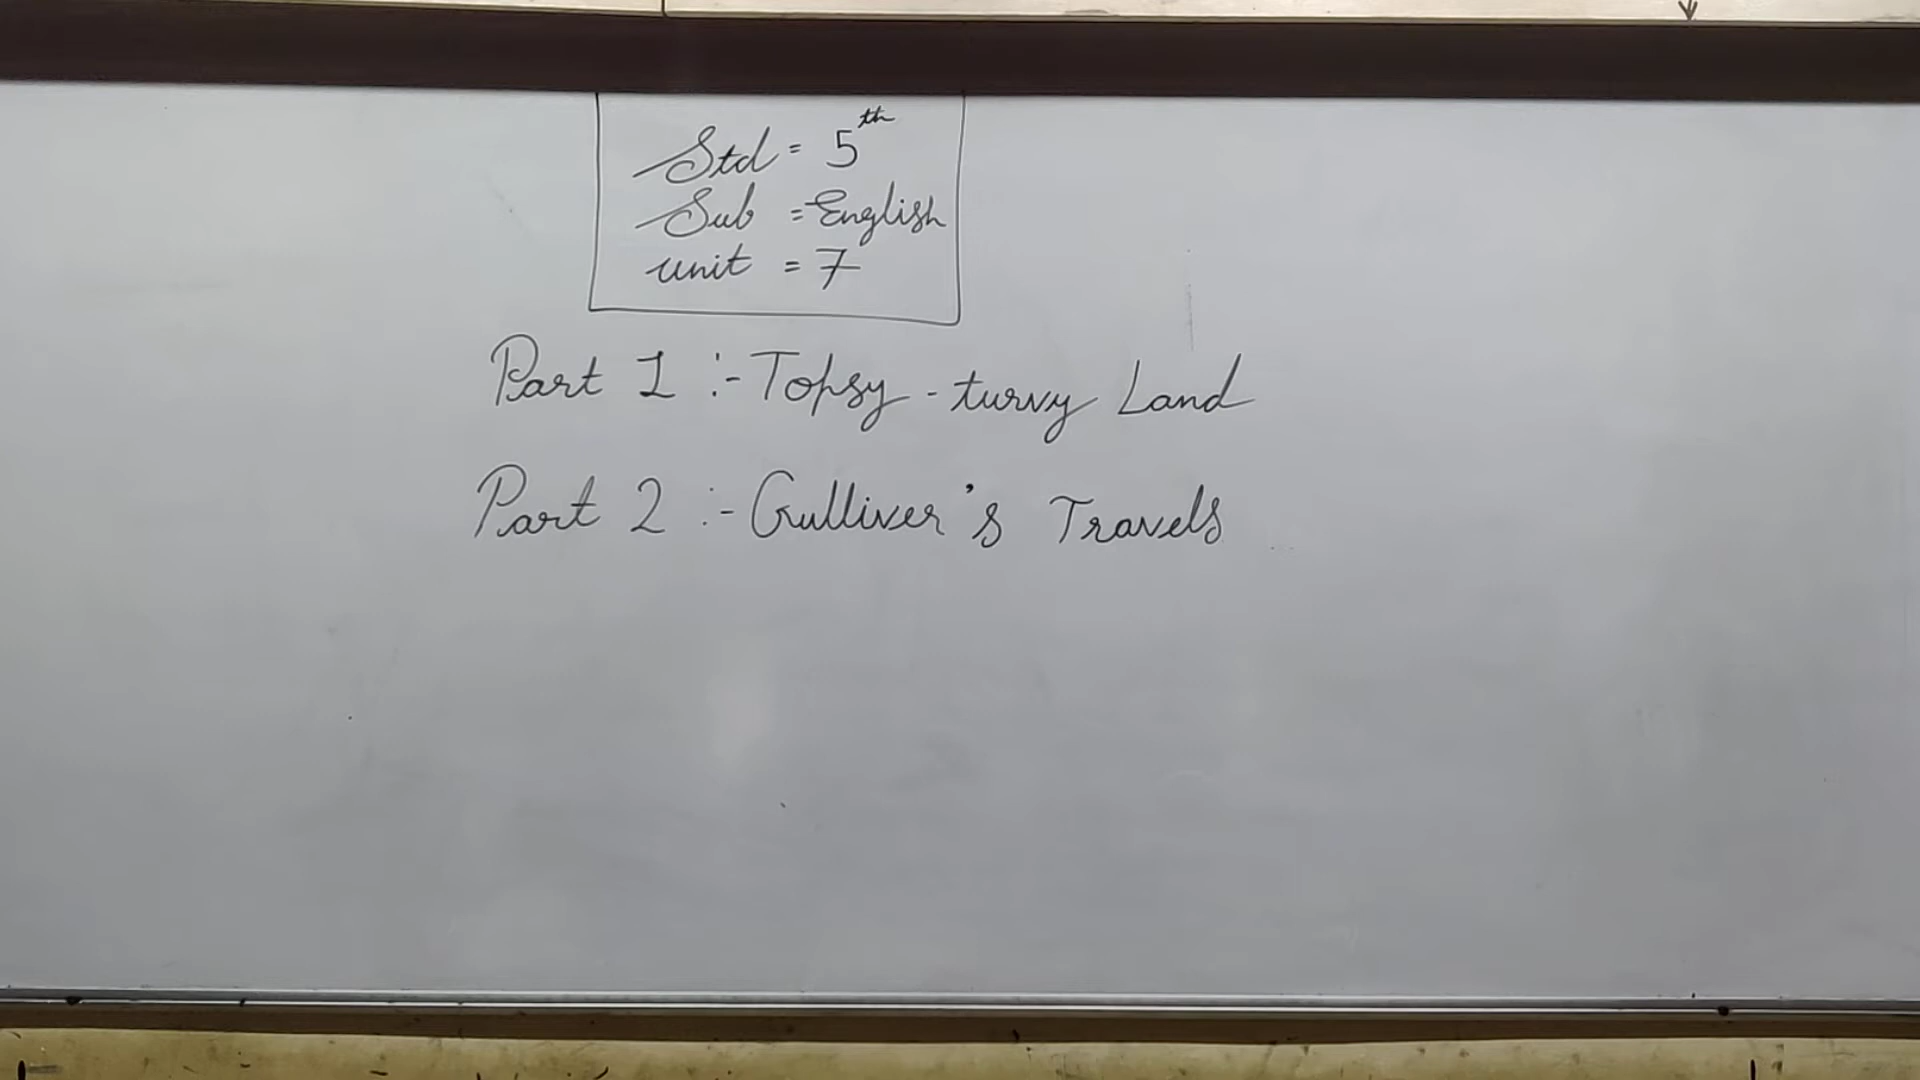 Std = 5th
Sub = English
unit = 7
Part 1 :- Topsy-turvy Land
Part 2 :- Gulliver's Travels